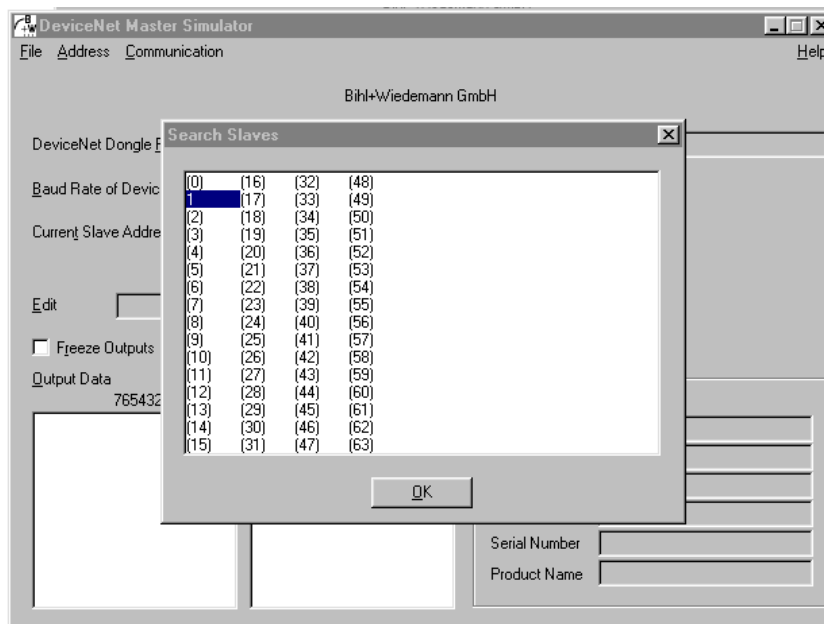 DeviceNet Master Simulator
File Address Communication Help
Bihl+Wiedemann GmbH
Search Slaves
DeviceNet Dongle
Baud Rate of
Current Slave
Edit
Freeze Outputs
Output Data
765432
(0) (16) (32) (48)
1 (17) (33) (49)
(2) (18) (34) (50)
(3) (19) (35) (51)
(4) (20) (36) (52)
(5) (21) (37) (53)
(6) (22) (38) (54)
(7) (23) (39) (55)
(8) (24) (40) (56)
(9) (25) (41) (57)
(10) (26) (42) (58)
(11) (27) (43) (59)
(12) (28) (44) (60)
(13) (29) (45) (61)
(14) (30) (46) (62)
(15) (31) (47) (63)
OK
Serial Number
Product Name